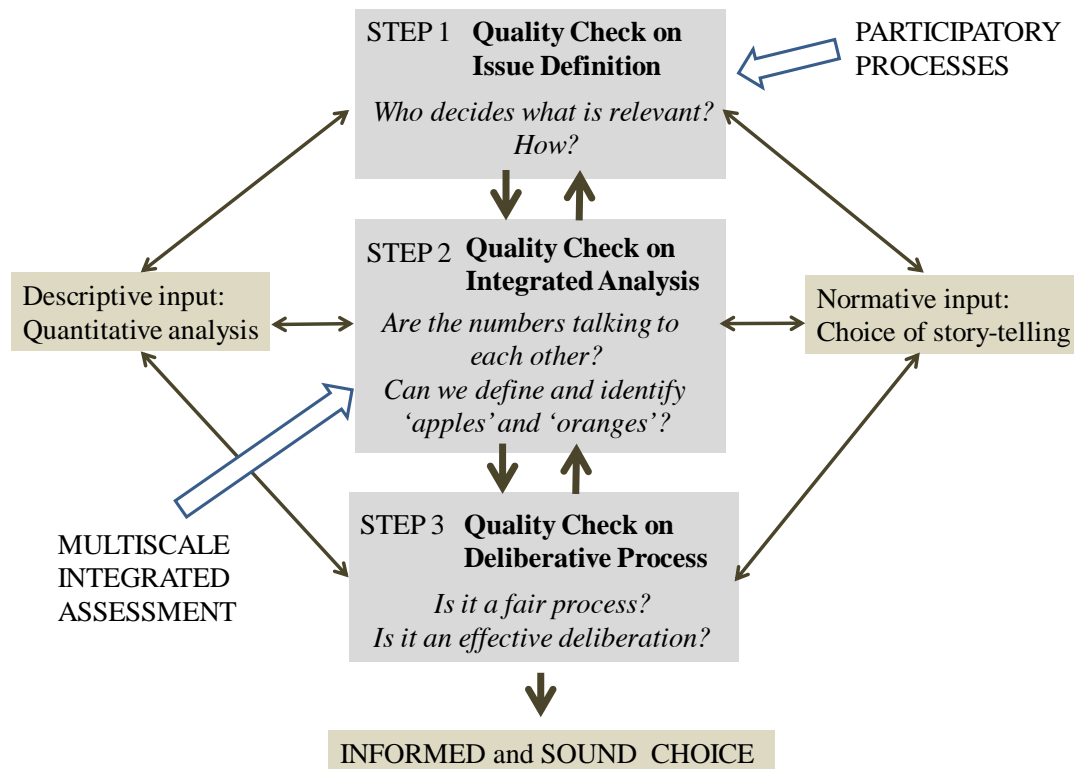 STEP 1 Quality Check on
Issue Definition
Who decides what is relevant?
How?
PARTICIPATORY
PROCESSES
STEP 2 Quality Check on
Integrated Analysis
Are the numbers talking to
each other?
Can we define and identify
‘apples’ and ‘oranges’?
Descriptive input:
Quantitative analysis
Normative input:
Choice of story-telling
MULTISCALE
INTEGRATED
ASSESSMENT
STEP 3 Quality Check on
Deliberative Process
Is it a fair process?
Is it an effective deliberation?
INFORMED and SOUND CHOICE